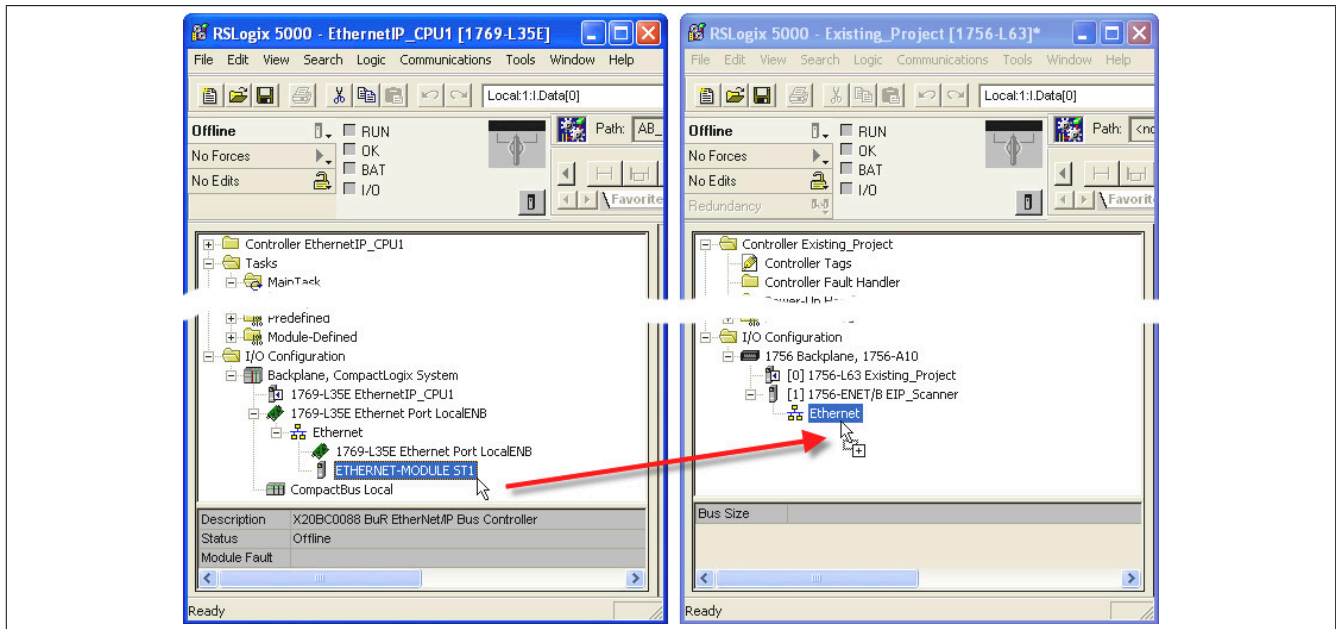 RSLogix 5000 - EthernetIP_CPU1 [1769-L35E]
File Edit View Search Logic Communications Tools Window Help
Local:1:I.Data[0]
Offline
RUN
Path: AB_
No Forces
OK
BAT
No Edits
I/O
Favorite
Controller EthernetIP_CPU1
Tasks
MainTask
Predefined
Module-Defined
I/O Configuration
Backplane, CompactLogix System
1769-L35E EthernetIP_CPU1
1769-L35E Ethernet Port LocalENB
Ethernet
1769-L35E Ethernet Port LocalENB
ETHERNET-MODULE ST1
CompactBus Local
Description X20BC0088 BuR EtherNet/IP Bus Controller
Status Offline
Module Fault
Ready
RSLogix 5000 - Existing_Project [1756-L63]*
File Edit View Search Logic Communications Tools Window Help
Local:1:I.Data[0]
Offline
RUN
Path: <no
No Forces
OK
BAT
No Edits
I/O
Redundancy
Favorit
Controller Existing_Project
Controller Tags
Controller Fault Handler
Power-Up
I/O Configuration
1756 Backplane, 1756-A10
[0] 1756-L63 Existing_Project
[1] 1756-ENET/B EIP_Scanner
Ethernet
Bus Size
Ready